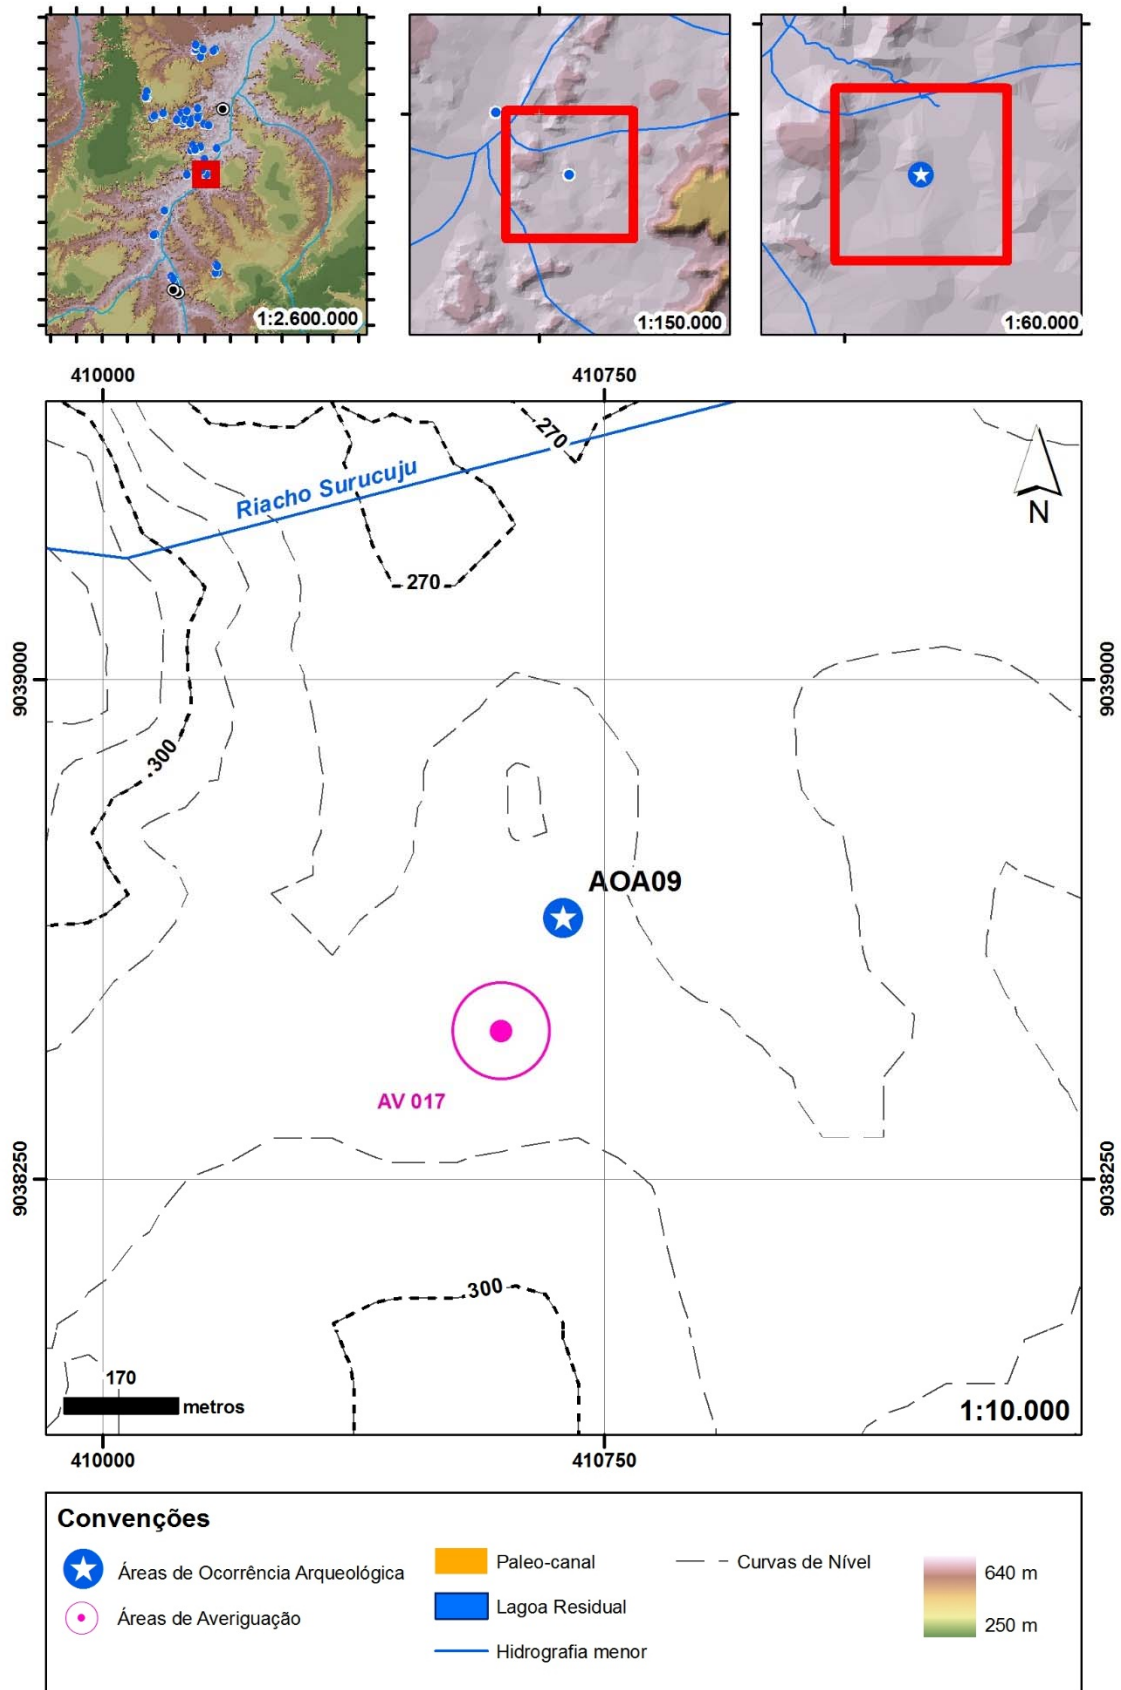 1:2.600.000
1:150.000
1:60.000
410000
410750
270
Riacho Surucuju
N
270
9039000
9039000
300
AOA09
AV 017
9038250
9038250
300
170
metros
1:10.000
410000
410750
Convenções
Áreas de Ocorrência Arqueológica
Áreas de Averiguação
Paleo-canal
Lagoa Residual
Hidrografia menor
Curvas de Nível
640 m
250 m